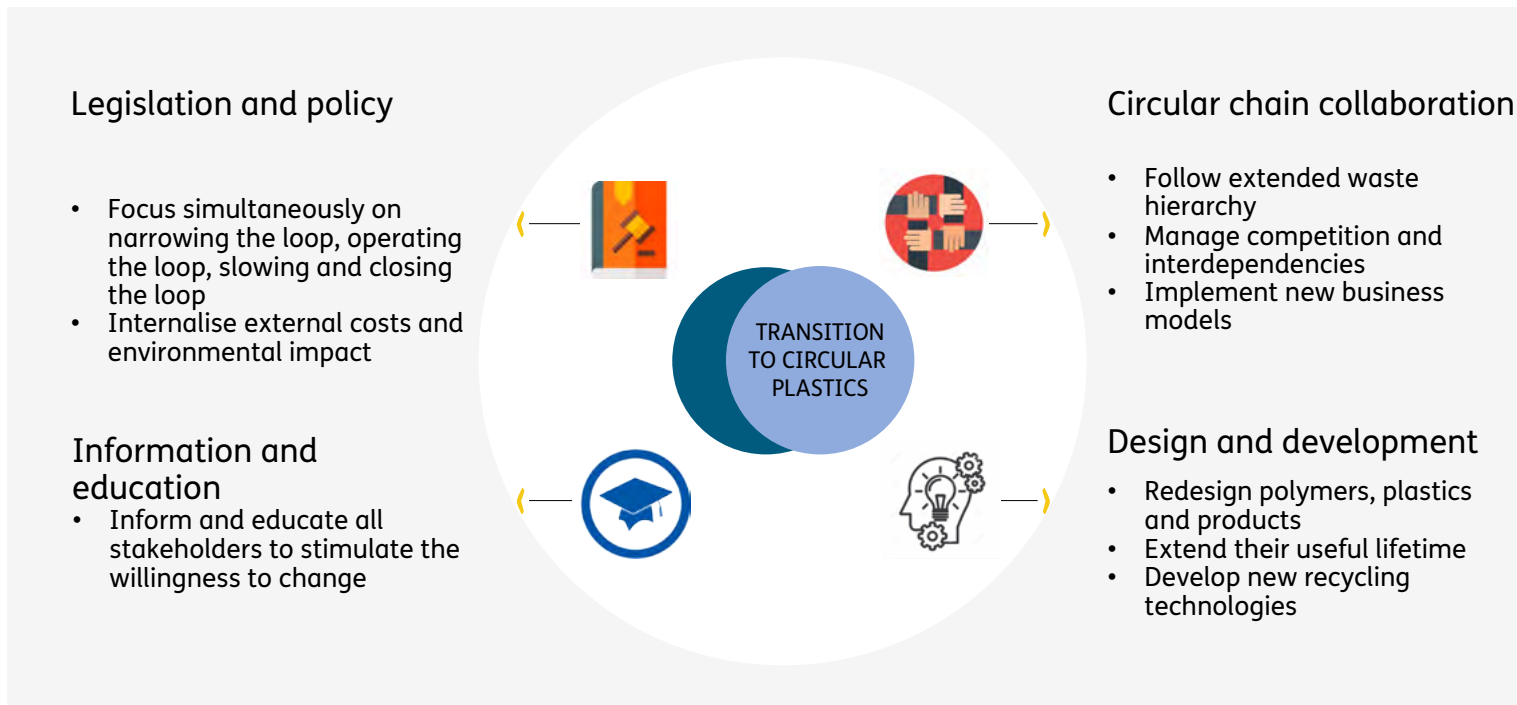 Legislation and policy
• Focus simultaneously on
narrowing the loop, operating
the loop, slowing and closing
the loop
• Internalise external costs and
environmental impact
Information and
education
• Inform and educate all
stakeholders to stimulate the
willingness to change
TRANSITION
TO CIRCULAR
PLASTICS
Circular chain collaboration
• Follow extended waste
hierarchy
• Manage competition and
interdependencies
• Implement new business
models
Design and development
• Redesign polymers, plastics
and products
• Extend their useful lifetime
• Develop new recycling
technologies